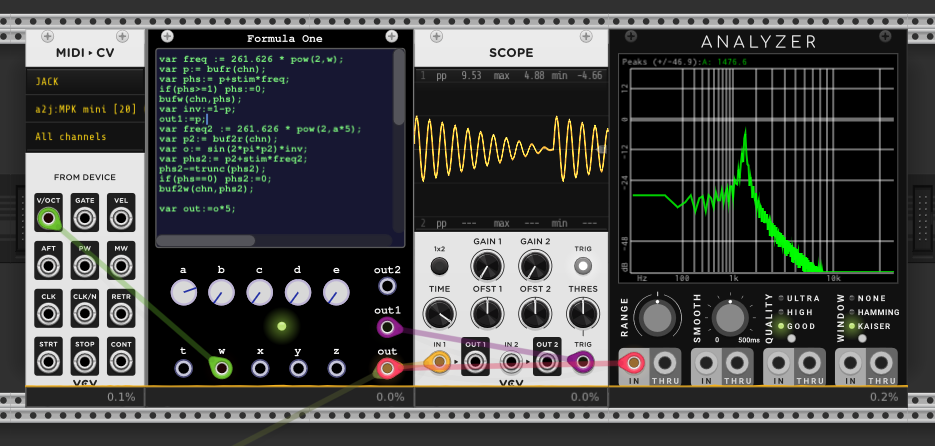 MIDI ▸ CV
JACK
a2j:MPK mini [20]
All channels
FROM DEVICE
V/OCT GATE VEL
AFT PW MW
CLK CLK/N RETR
STRT STOP CONT
VCV
0.1%
Formula One
var freq := 261.626 * pow(2,w);
var p:= bufr(chn);
var phs:= p+stim*freq;
if(phs>=1) phs:=0;
bufw(chn,phs);
var inv:=1-p;
out1:=p;
var freq2 := 261.626 * pow(2,a*5);
var p2:= buf2r(chn);
var o:= sin(2*pi*p2)*inv;
var phs2:= p2+stim*freq2;
phs2-=trunc(phs2);
if(phs==0) phs2:=0;
buf2w(chn,phs2);
var out:=o*5;
a b c d e out2
out1
t w x y z out
0.0%
SCOPE
1 pp 9.53 max 4.88 min -4.66
2 pp --- max --- min ---
1x2 GAIN 1 GAIN 2 TRIG
TIME OFST 1 OFST 2 THRES
IN 1 OUT 1 IN 2 OUT 2 TRIG
VCV
0.0%
ANALYZER
Peaks (+/-46.9):A: 1476.6
12
0
-12
-24
-48
dB
Hz 100 1k 10k
RANGE
SMOOTH
0 500ms
QUALITY
ULTRA
HIGH
GOOD
WINDOW
NONE
HAMMING
KAISER
IN THRU IN THRU IN THRU IN THRU
0.2%